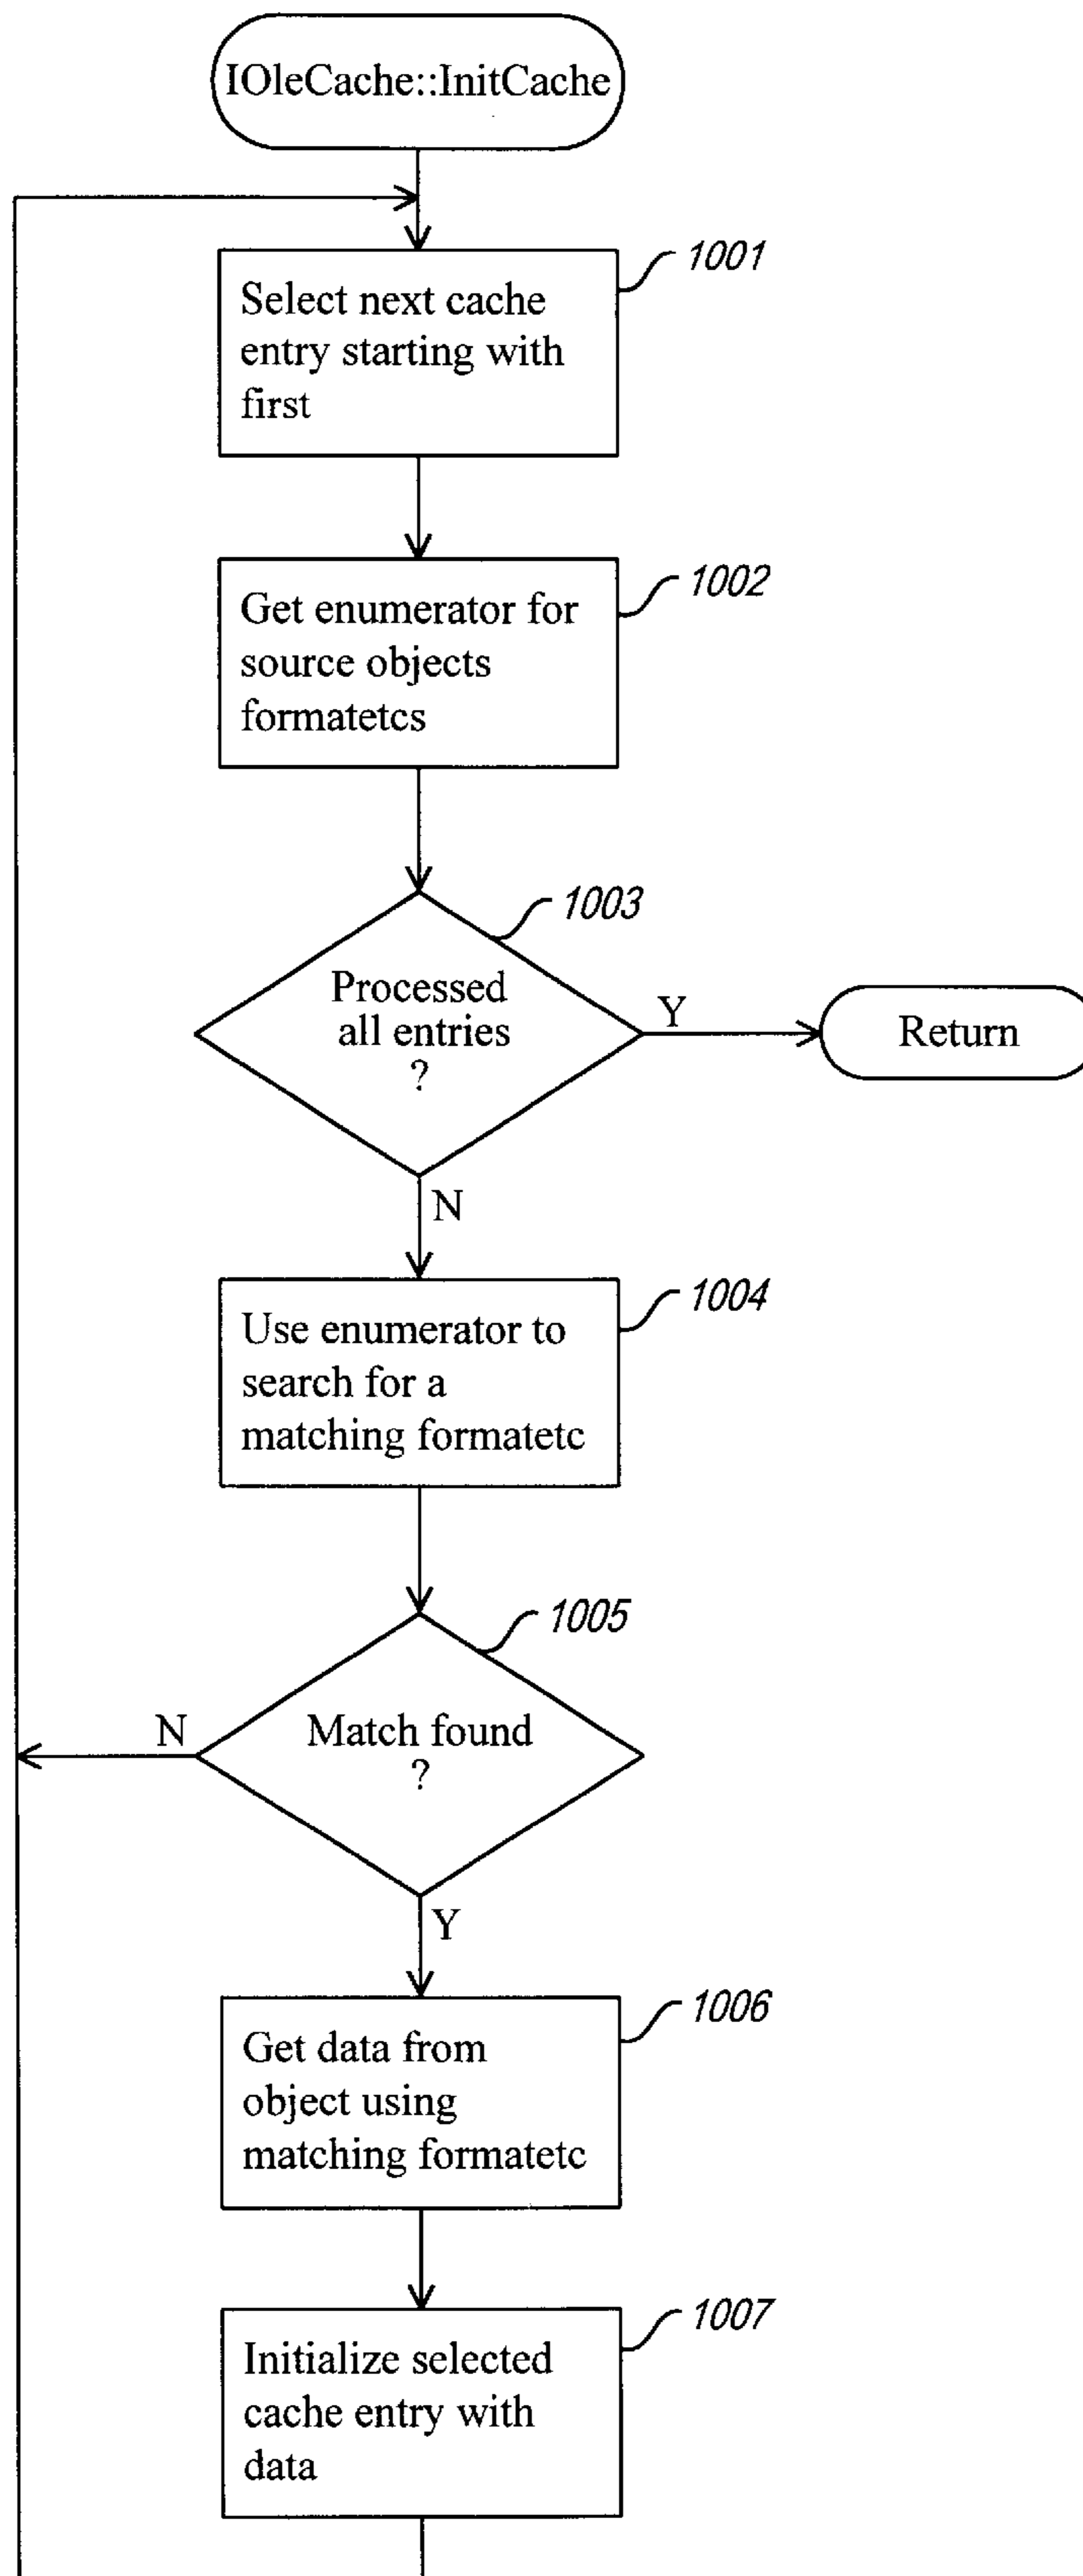 IOleCache::InitCache
1001
Select next cache
entry starting with
first
1002
Get enumerator for
source objects
formatetcs
1003
Processed
all entries
?
Y
Return
N
1004
Use enumerator to
search for a
matching formatetc
1005
Match found
?
N
Y
1006
Get data from
object using
matching formatetc
1007
Initialize selected
cache entry with
data